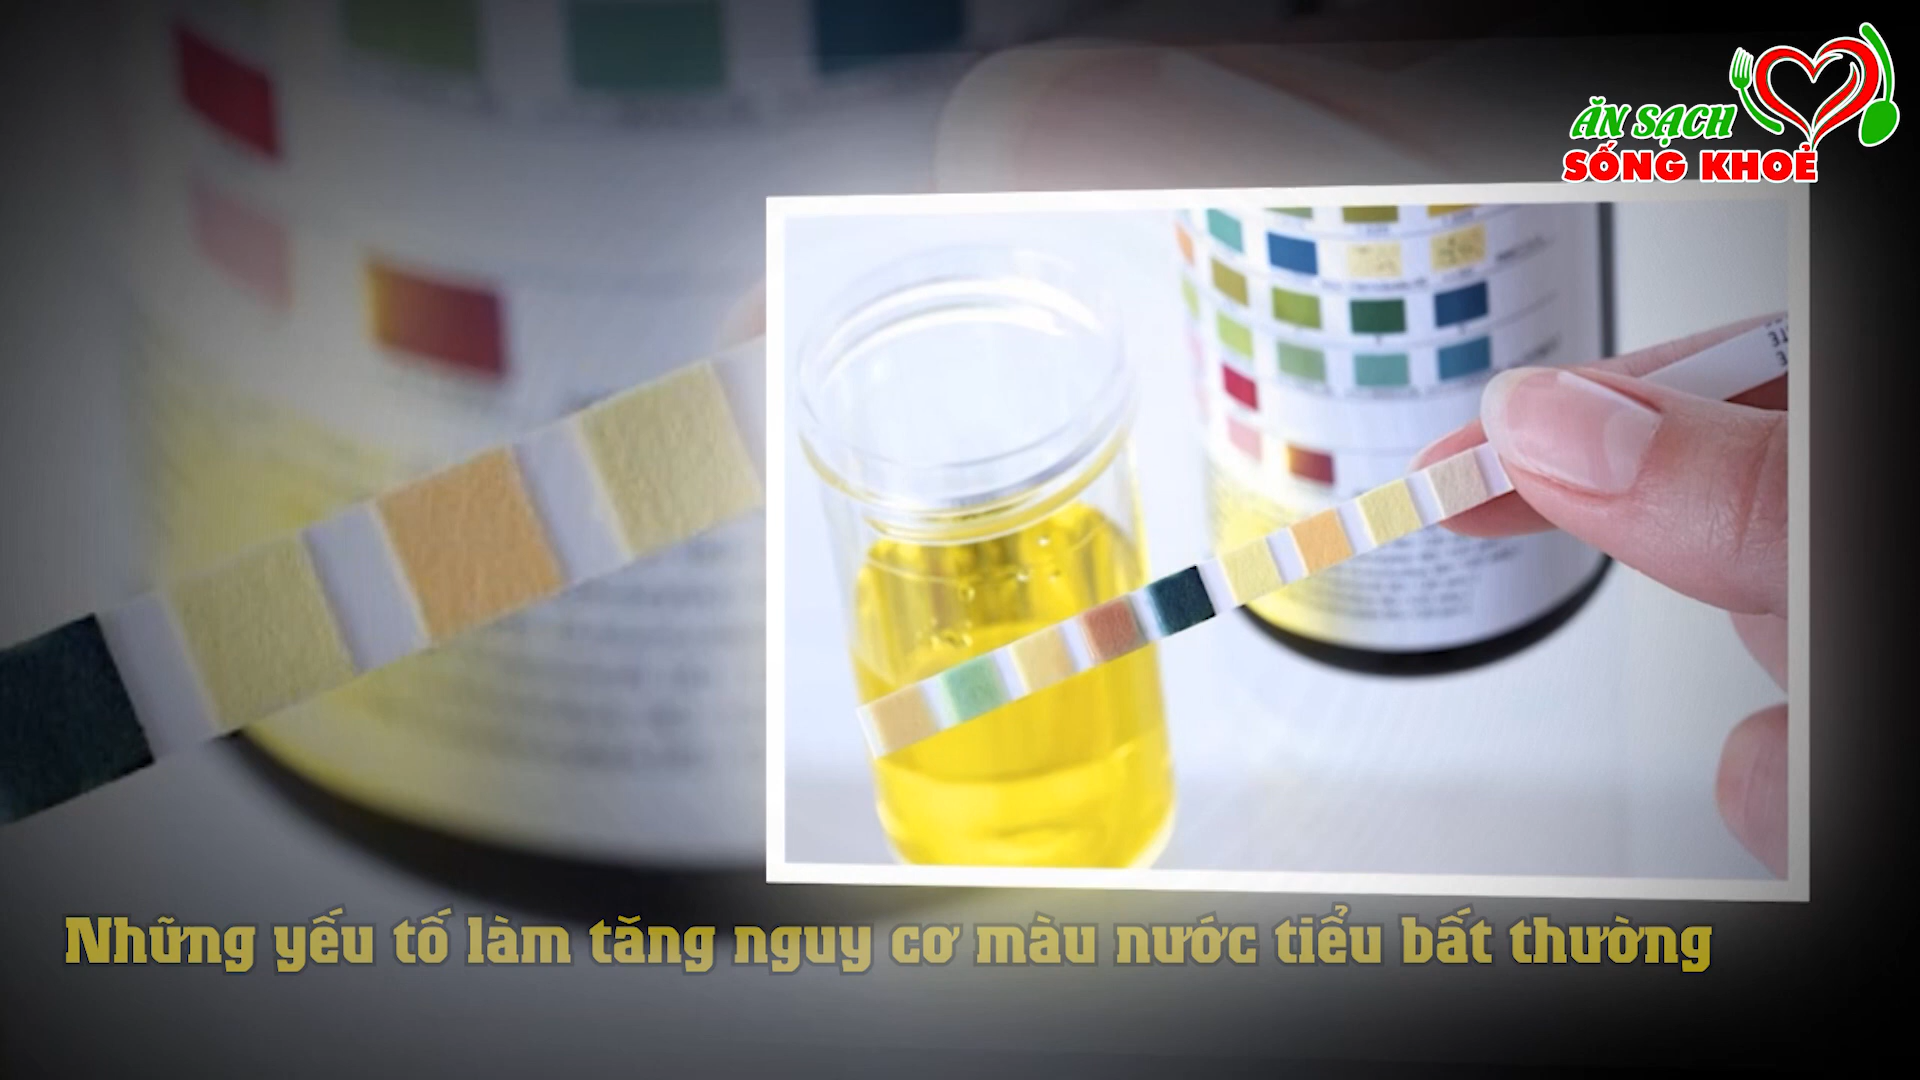 ĂN SẠCH
SỐNG KHOẺ
Những yếu tố làm tăng nguy cơ màu nước tiểu bất thường